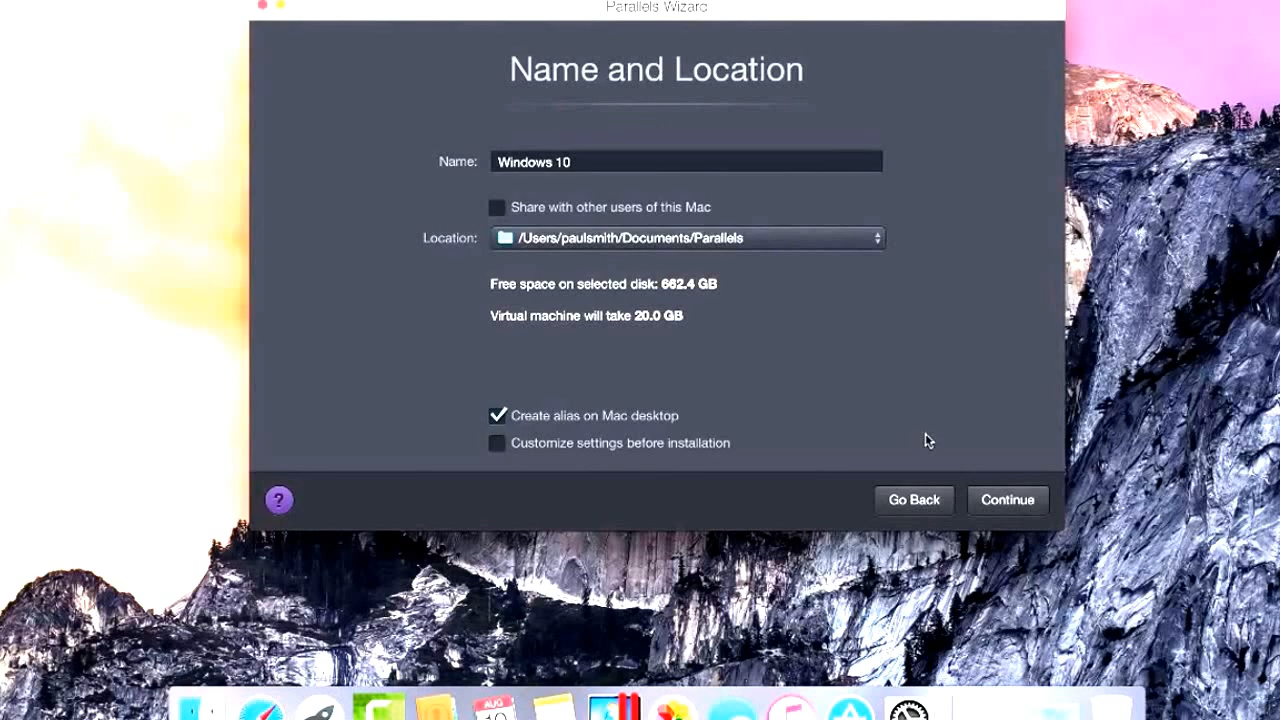 Parallels Wizard
Name and Location
Name: Windows 10
Share with other users of this Mac
Location: /Users/paulsmith/Documents/Parallels
Free space on selected disk: 662.4 GB
Virtual machine will take 20.0 GB
Create alias on Mac desktop
Customize settings before installation
? Go Back Continue
AUG